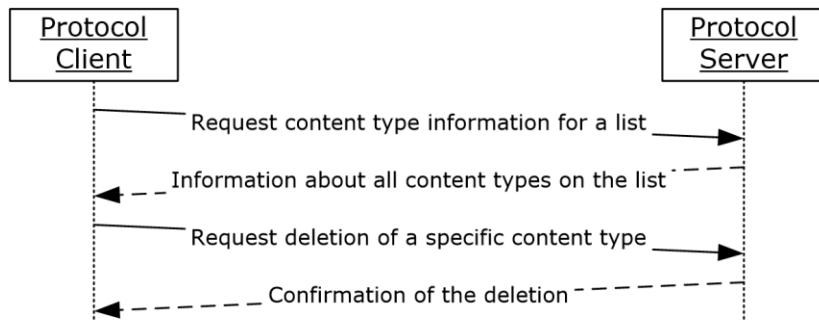 Protocol
Client
Protocol
Server
Request content type information for a list
Information about all content types on the list
Request deletion of a specific content type
Confirmation of the deletion